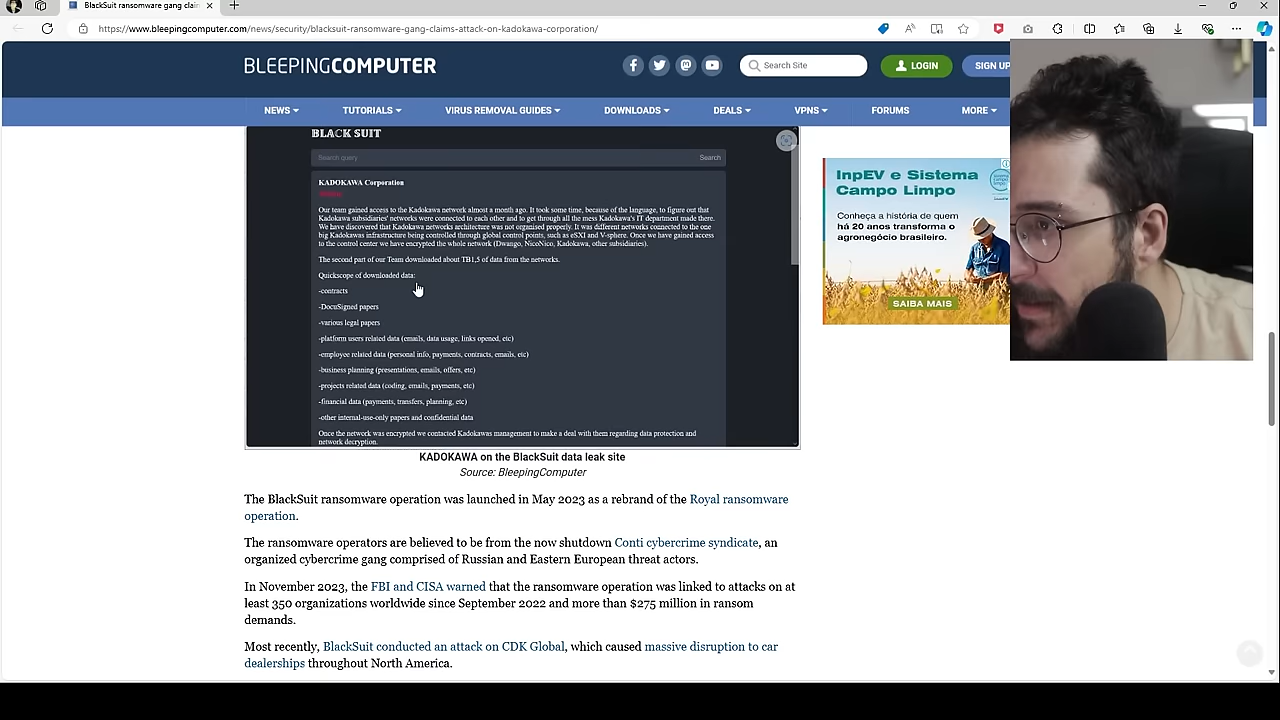 BleepSuit ransomware gang clai
https://www.bleepingcomputer.com/news/security/blacksuit-ransomware-gang-claims-attack-on-kadokawa-corporation/
BLEEPINGCOMPUTER
Search Site
LOGIN
SIGN UP
NEWS
TUTORIALS
VIRUS REMOVAL GUIDES
DOWNLOADS
DEALS
VPNS
FORUMS
MORE
BLACK SUIT
Search query
Search
KADOKAWA Corporation
Our team gained access to the Kadokawa network almost a month ago. It took some time, because of the language, to figure out that
Kadokawa subsidiaries' networks were connected to each other and to get through all the mess Kadokawa's IT department made there.
We have discovered that Kadokawa networks architecture was not organised properly. It was different networks connected to the one
big Kadokawas infrastructure being controlled through global control points, such as eSXI and V-sphere. Once we have gained access
to the control center we have encrypted the whole network (Dwango, NicoNico, Kadokawa, other subsidiaries).
The second part of our Team downloaded about TB1,5 of data from the networks.
Quickscope of downloaded data:
-contracts
-DocuSigned papers
-various legal papers
-platform users related data (emails, data usage, links opened, etc)
-employee related data (personal info, payments, contracts, emails, etc)
-business planning (presentations, emails, offers, etc)
-projects related data (coding, emails, payments, etc)
-financial data (payments, transfers, planning, etc)
-other internal-use-only papers and confidential data
Once the network was encrypted we contacted Kadokawas management to make a deal with them regarding data protection and
network decryption.
InpEV e Sistema
Campo Limpo
Conheça a história de quem
há 20 anos transforma o
agronegócio brasileiro.
SAIBA MAIS
KADOKAWA on the BlackSuit data leak site
Source: BleepingComputer
The BlackSuit ransomware operation was launched in May 2023 as a rebrand of the Royal ransomware
operation.
The ransomware operators are believed to be from the now shutdown Conti cybercrime syndicate, an
organized cybercrime gang comprised of Russian and Eastern European threat actors.
In November 2023, the FBI and CISA warned that the ransomware operation was linked to attacks on at
least 350 organizations worldwide since September 2022 and more than $275 million in ransom
demands.
Most recently, BlackSuit conducted an attack on CDK Global, which caused massive disruption to car
dealerships throughout North America.